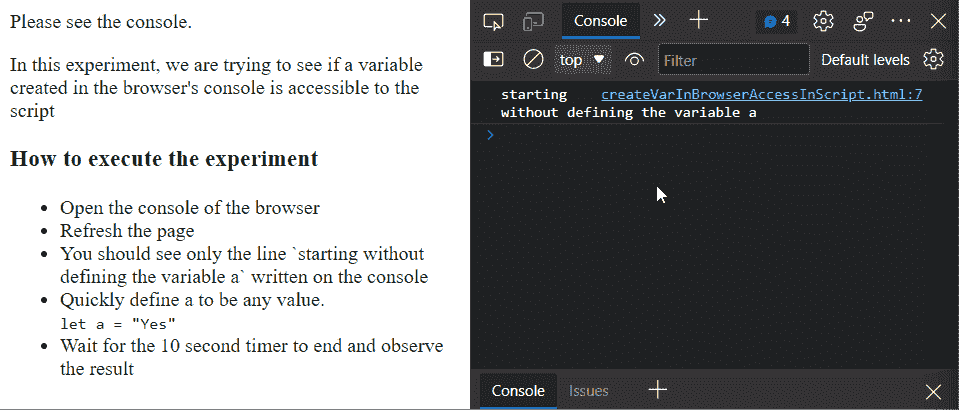 Please see the console.
In this experiment, we are trying to see if a variable
created in the browser's console is accessible to the
script
How to execute the experiment
Open the console of the browser
Refresh the page
You should see only the line `starting without
defining the variable a` written on the console
Quickly define a to be any value.
let a = "Yes"
Wait for the 10 second timer to end and observe
the result
Console 4
top Filter Default levels
starting createVarInBrowserAccessInScript.html:7
without defining the variable a
Console Issues